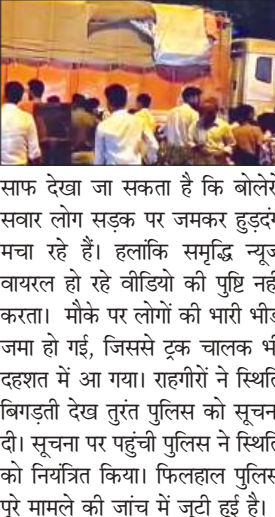 साफ देखा जा सकता है कि बोलेरो
सवार लोग सड़क पर जमकर हुड़दंग
मचा रहे हैं। हलांकि समृद्धि न्यूज
वायरल हो रहे वीडियो की पुष्टि नहीं
करता। मौके पर लोगों की भारी भीड़
जमा हो गई, जिससे ट्रक चालक भी
दहशत में आ गया। राहगीरों ने स्थिति
बिगड़ती देख तुरंत पुलिस को सूचना
दी। सूचना पर पहुंची पुलिस ने स्थिति
को नियंत्रित किया। फिलहाल पुलिस
पूरे मामले की जांच में जुटी हुई है।